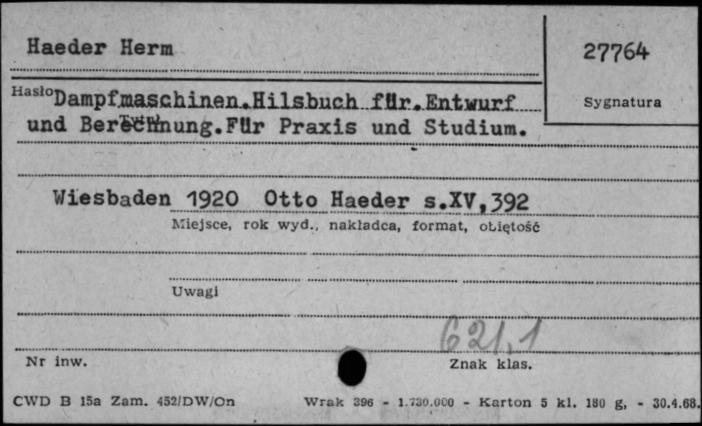 Haeder Herm
27764
Hasło Dampfmaschinen.Hilsbuch für.Entwurf
Sygnatura
und Berechnung.Für Praxis und Studium.
Wiesbaden 1920 Otto Haeder s.XV,392
Miejsce, rok wyd., nakładca, format, objętość
Uwagi
621,1
Nr inw.
Znak klas.
CWD B 15a Zam. 452/DW/On Wrak 396 - 1.730.000 - Karton 5 kl. 180 g, - 30.4.68.